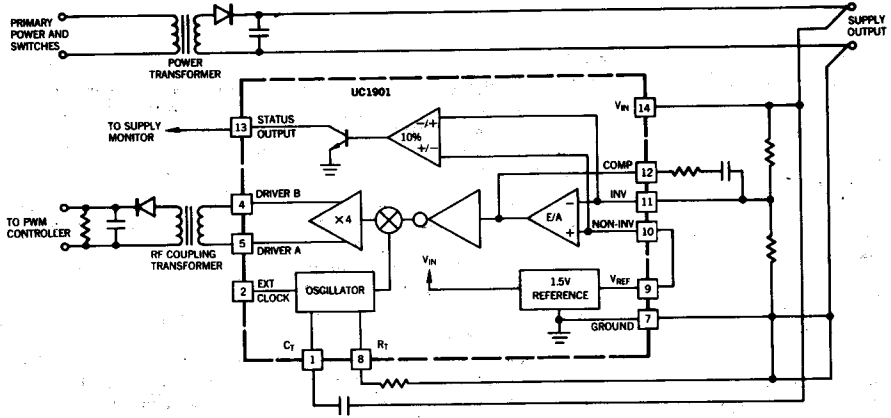 PRIMARY
POWER AND
SWITCHES
POWER
TRANSFORMER
SUPPLY
OUTPUT
UC1901
TO SUPPLY
MONITOR
13
STATUS
OUTPUT
−/+
10%
+/−
VIN
14
COMP
12
INV
11
NON-INV
10
E/A
−
+
TO PWM
CONTROLLER
RF COUPLING
TRANSFORMER
4
DRIVER B
5
DRIVER A
×4
2
EXT
CLOCK
OSCILLATOR
VIN
1.5V
REFERENCE
VREF
9
7
GROUND
CT
1
8
RT